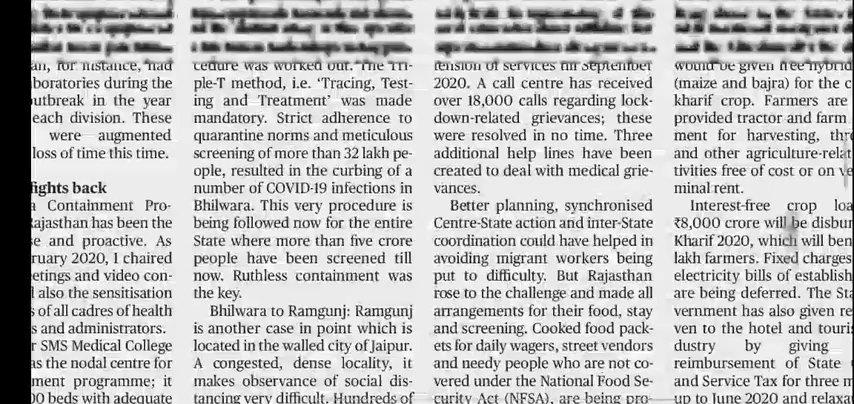 an, for instance, had
boratories during the
outbreak in the year
each division. These
were augmented
loss of time this time.
fights back
a Containment Pro-
Rajasthan has been the
se and proactive. As
ruary 2020, I chaired
eetings and video con-
l also the sensitisation
s of all cadres of health
s and administrators.
r SMS Medical College
as the nodal centre for
ment programme; it
00 beds with adequate
cedure was worked out. The Tri-
ple-T method, i.e. ‘Tracing, Test-
ing and Treatment’ was made
mandatory. Strict adherence to
quarantine norms and meticulous
screening of more than 32 lakh pe-
ople, resulted in the curbing of a
number of COVID-19 infections in
Bhilwara. This very procedure is
being followed now for the entire
State where more than five crore
people have been screened till
now. Ruthless containment was
the key.
Bhilwara to Ramgunj: Ramgunj
is another case in point which is
located in the walled city of Jaipur.
A congested, dense locality, it
makes observance of social dis-
tancing very difficult. Hundreds of
tension of services till September
2020. A call centre has received
over 18,000 calls regarding lock-
down-related grievances; these
were resolved in no time. Three
additional help lines have been
created to deal with medical grie-
vances.
Better planning, synchronised
Centre-State action and inter-State
coordination could have helped in
avoiding migrant workers being
put to difficulty. But Rajasthan
rose to the challenge and made all
arrangements for their food, stay
and screening. Cooked food pack-
ets for daily wagers, street vendors
and needy people who are not co-
vered under the National Food Se-
curity Act (NFSA), are being pro-
would be given free hybrid
(maize and bajra) for the c
kharif crop. Farmers are
provided tractor and farm
ment for harvesting, thr
and other agriculture-relat
tivities free of cost or on ve
minal rent.
Interest-free crop loa
₹8,000 crore will be disbur
Kharif 2020, which will ben
lakh farmers. Fixed charges
electricity bills of establish
are being deferred. The Sta
vernment has also given re
ven to the hotel and touris
dustry by giving
reimbursement of State
and Service Tax for three m
up to June 2020 and relaxa